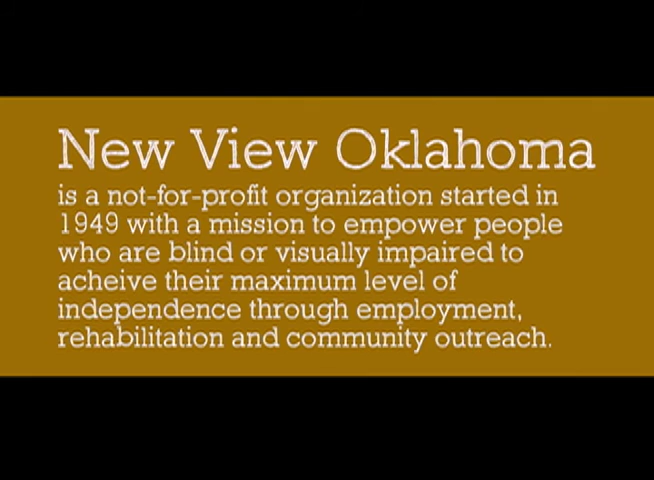 New View Oklahoma
is a not-for-profit organization started in
1949 with a mission to empower people
who are blind or visually impaired to
acheive their maximum level of
independence through employment,
rehabilitation and community outreach.